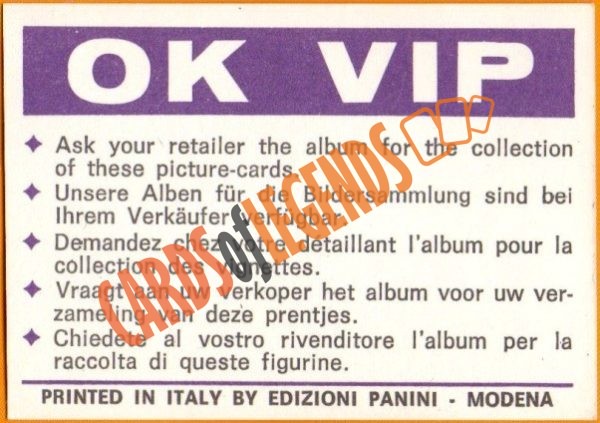 OK VIP
Ask your retailer the album for the collection
of these picture-cards.
Unsere Alben für die Bildersammlung sind bei
Ihrem Verkäufer verfügbar.
Demandez chez votre détaillant l'album pour la
collection des vignettes.
Vraagt aan uw verkoper het album voor uw ver-
zameling van deze prentjes.
Chiedete al vostro rivenditore l'album per la
raccolta di queste figurine.
PRINTED IN ITALY BY EDIZIONI PANINI - MODENA
CARDS of LEGENDS